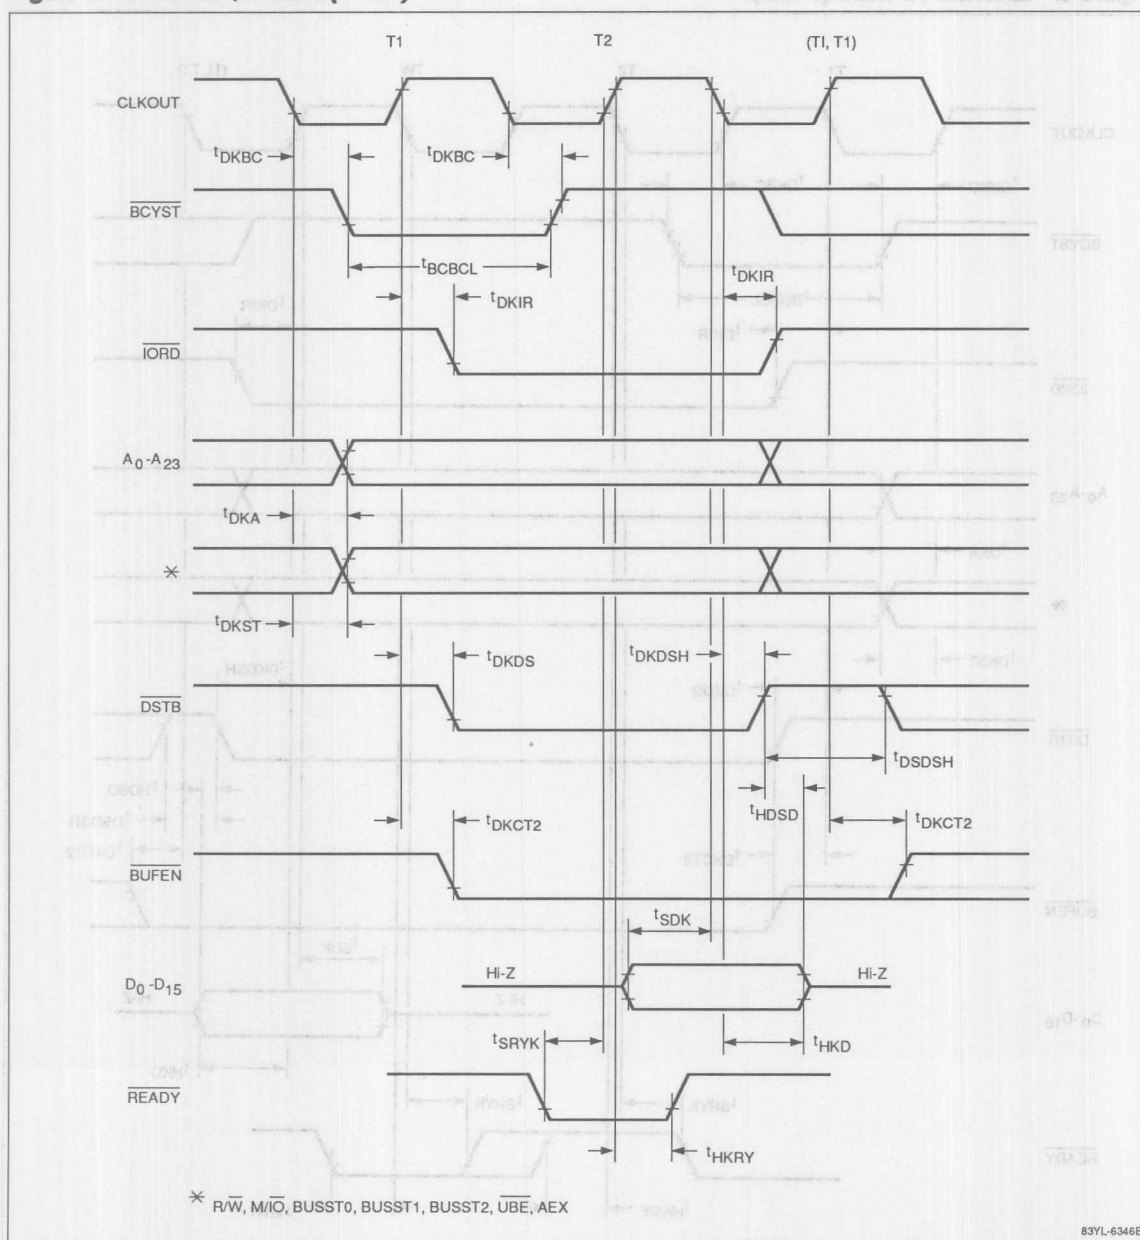 T1 T2 (TI, T1)
CLKOUT
tDKBC tDKBC
BCYST
tBCBCL
tDKIR tDKIR
IORD
A0-A23
tDKA
*
tDKST
tDKDS tDKDSH
DSTB
tDSDSH
tHDSD
tDKCT2 tDKCT2
BUFEN
tSDK
Hi-Z Hi-Z
D0-D15
tSRYK tHKD
READY
tHKRY
* R/W, M/IO, BUSST0, BUSST1, BUSST2, UBE, AEX
83YL-6346B